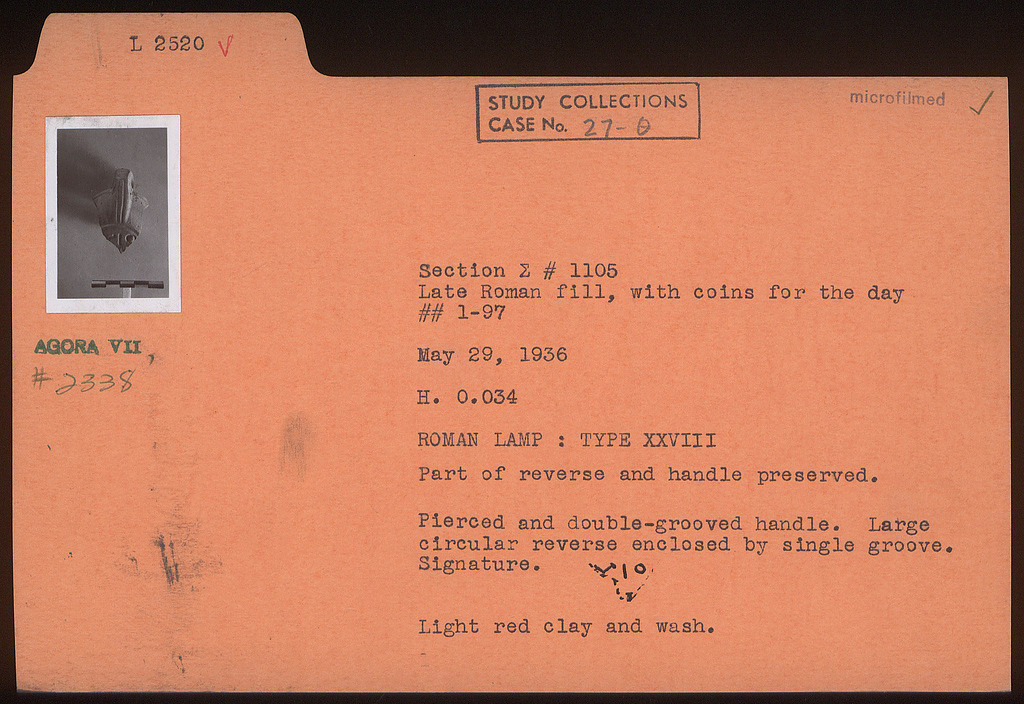 L 2520
STUDY COLLECTIONS
CASE No. 27-θ
microfilmed
AGORA VII,
# 2338
Section Σ # 1105
Late Roman fill, with coins for the day
## 1-97
May 29, 1936
H. 0.034
ROMAN LAMP : TYPE XXVIII
Part of reverse and handle preserved.
Pierced and double-grooved handle. Large
circular reverse enclosed by single groove.
Signature.
Light red clay and wash.